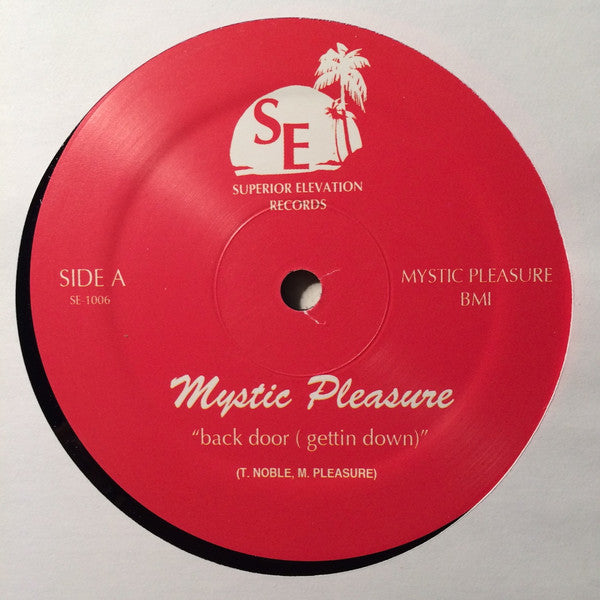 SE
SUPERIOR ELEVATION
RECORDS
SIDE A
SE-1006
MYSTIC PLEASURE
BMI
Mystic Pleasure
“back door ( gettin down)”
(T. NOBLE, M. PLEASURE)